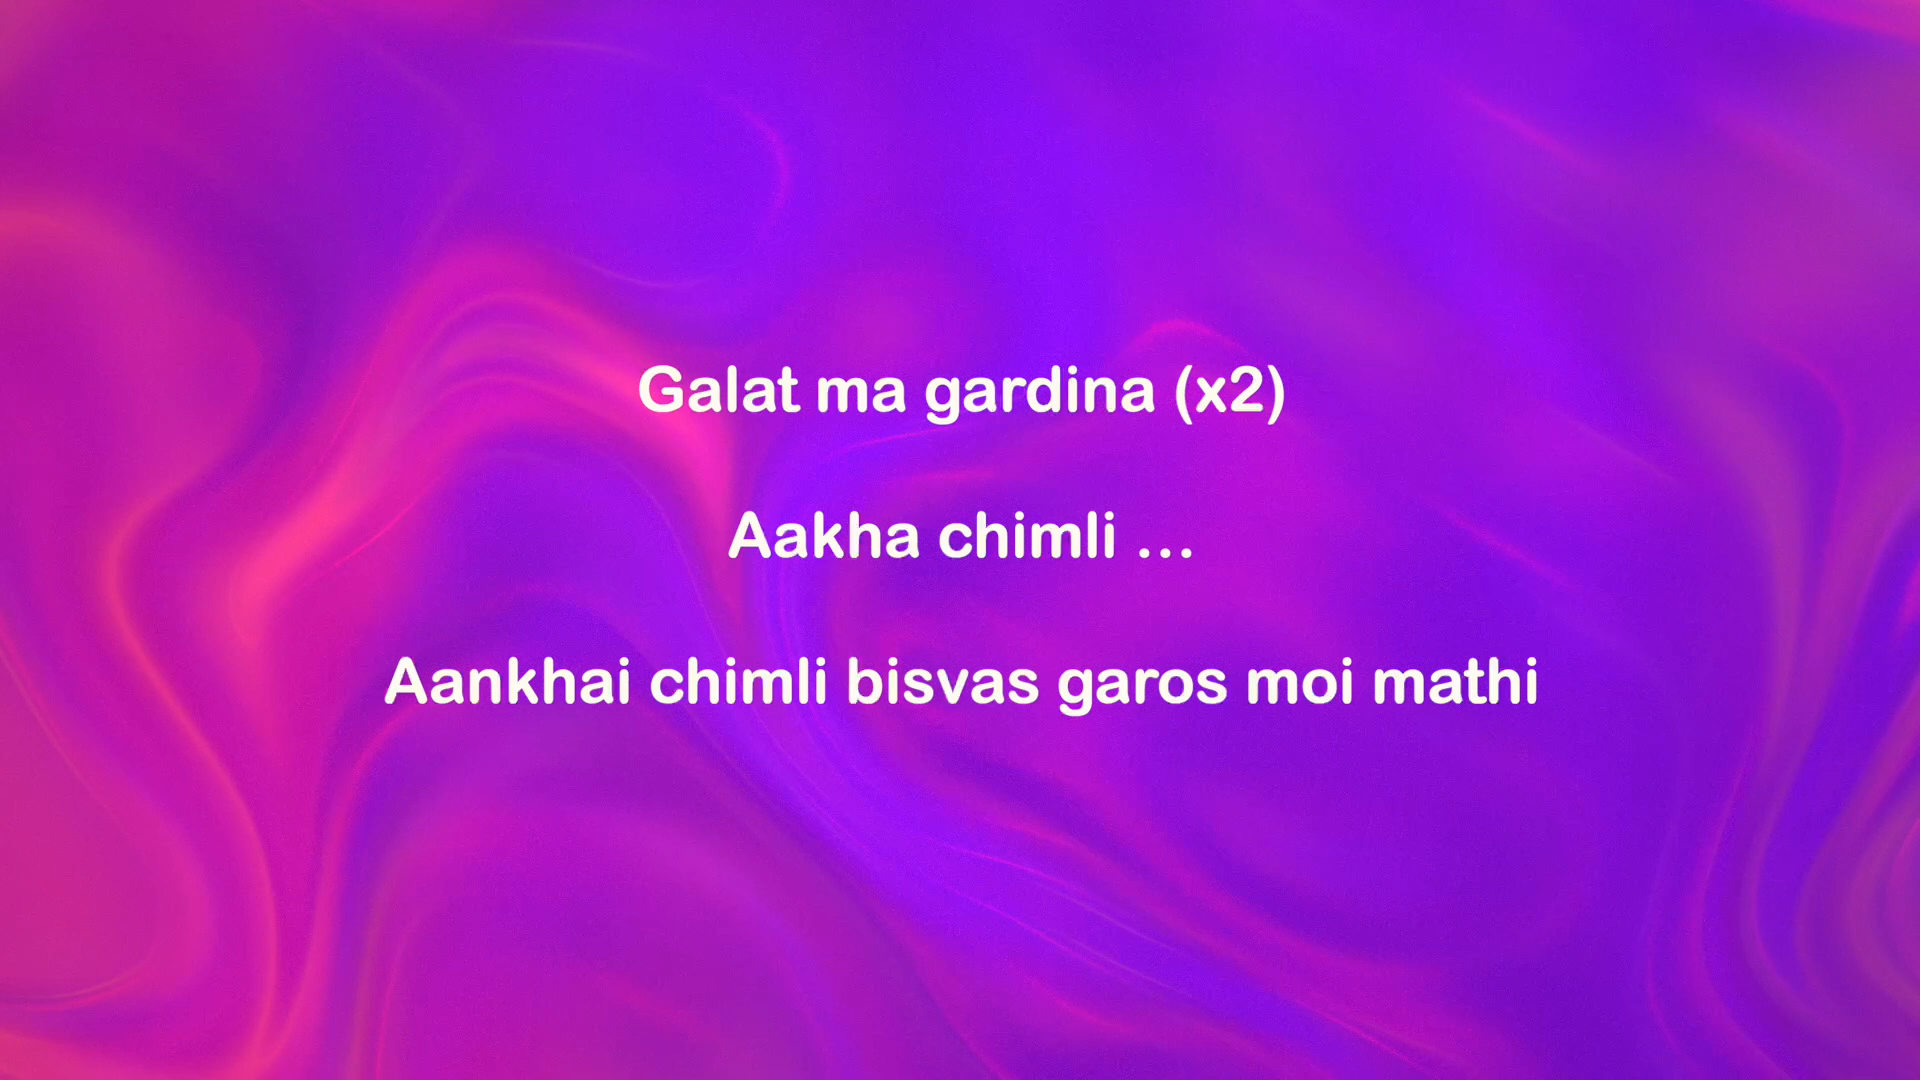 Galat ma gardina (x2)
Aakha chimli ...
Aankhai chimli bisvas garos moi mathi